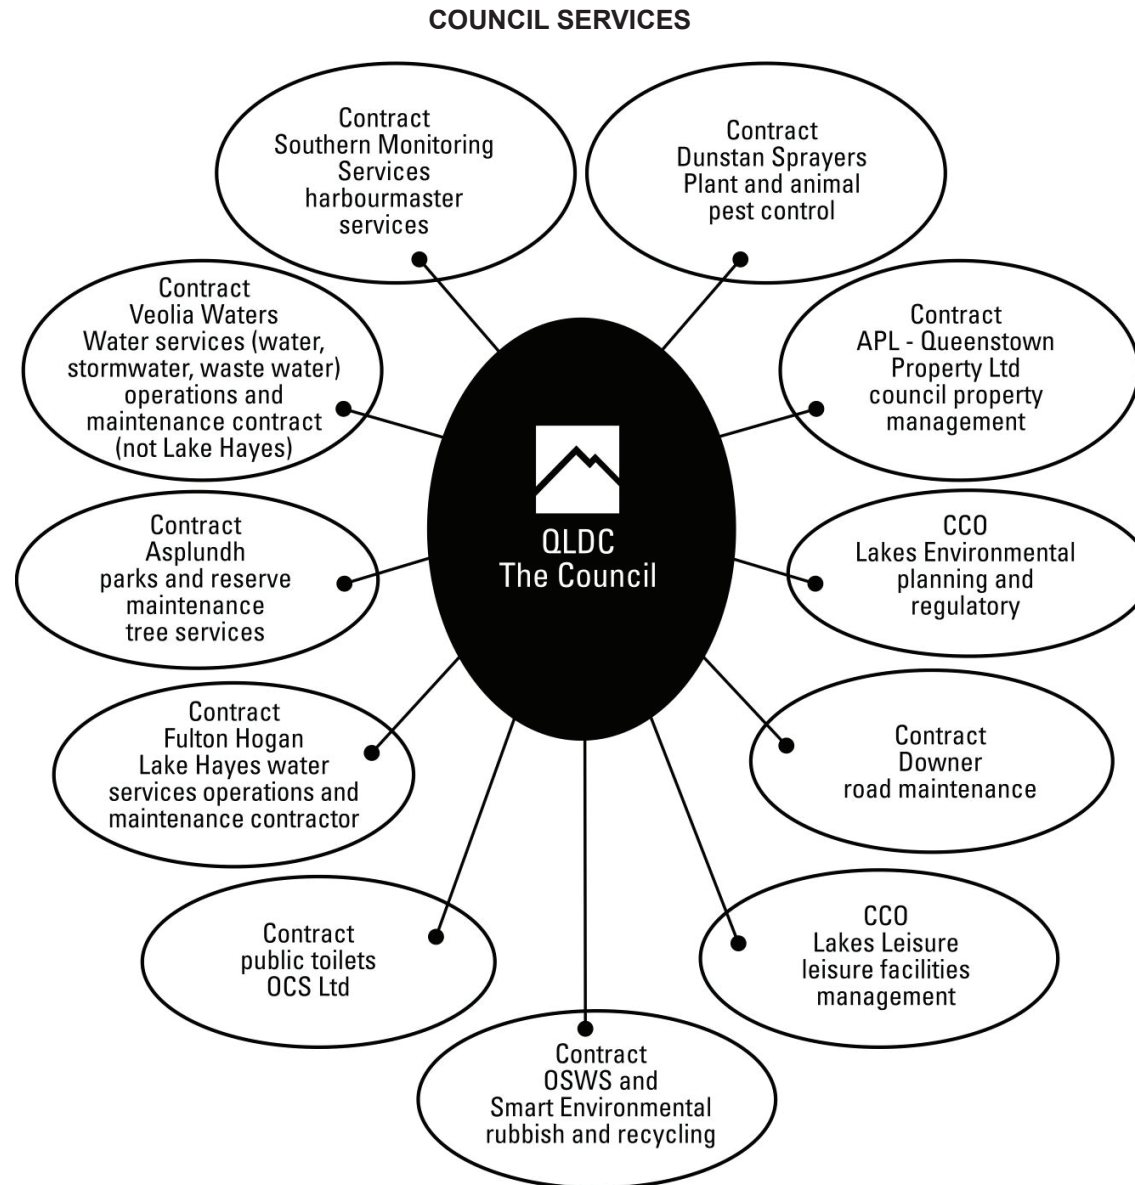 COUNCIL SERVICES
Contract
Southern Monitoring
Services
harbourmaster
services
Contract
Dunstan Sprayers
Plant and animal
pest control
Contract
Veolia Waters
Water services (water,
stormwater, waste water)
operations and
maintenance contract
(not Lake Hayes)
Contract
APL - Queenstown
Property Ltd
council property
management
QLDC
The Council
Contract
Asplundh
parks and reserve
maintenance
tree services
CCO
Lakes Environmental
planning and
regulatory
Contract
Fulton Hogan
Lake Hayes water
services operations and
maintenance contractor
Contract
Downer
road maintenance
Contract
public toilets
OCS Ltd
CCO
Lakes Leisure
leisure facilities
management
Contract
OSWS and
Smart Environmental
rubbish and recycling